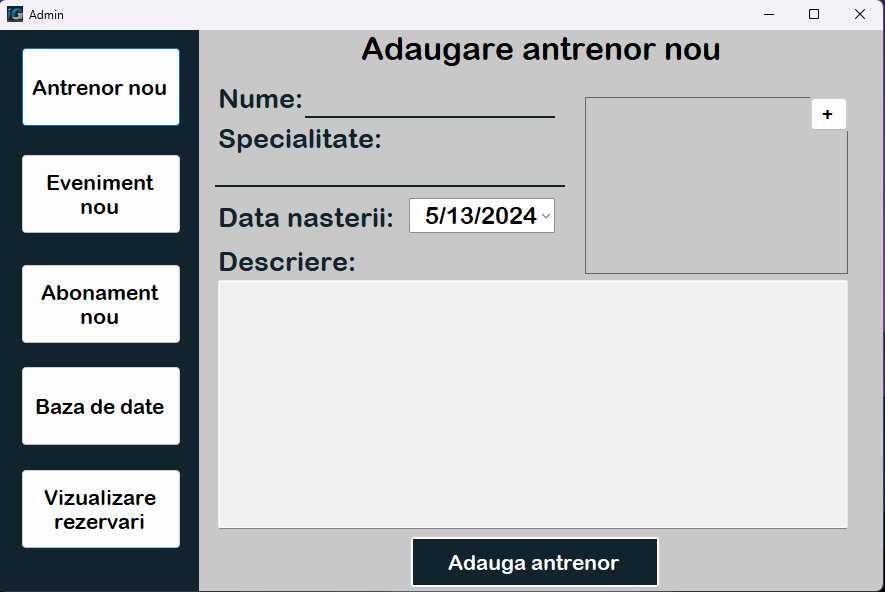 Admin
Antrenor nou
Eveniment
nou
Abonament
nou
Baza de date
Vizualizare
rezervari
Adaugare antrenor nou
Nume:
+
Specialitate:
Data nasterii: 5/13/2024
Descriere:
Adauga antrenor